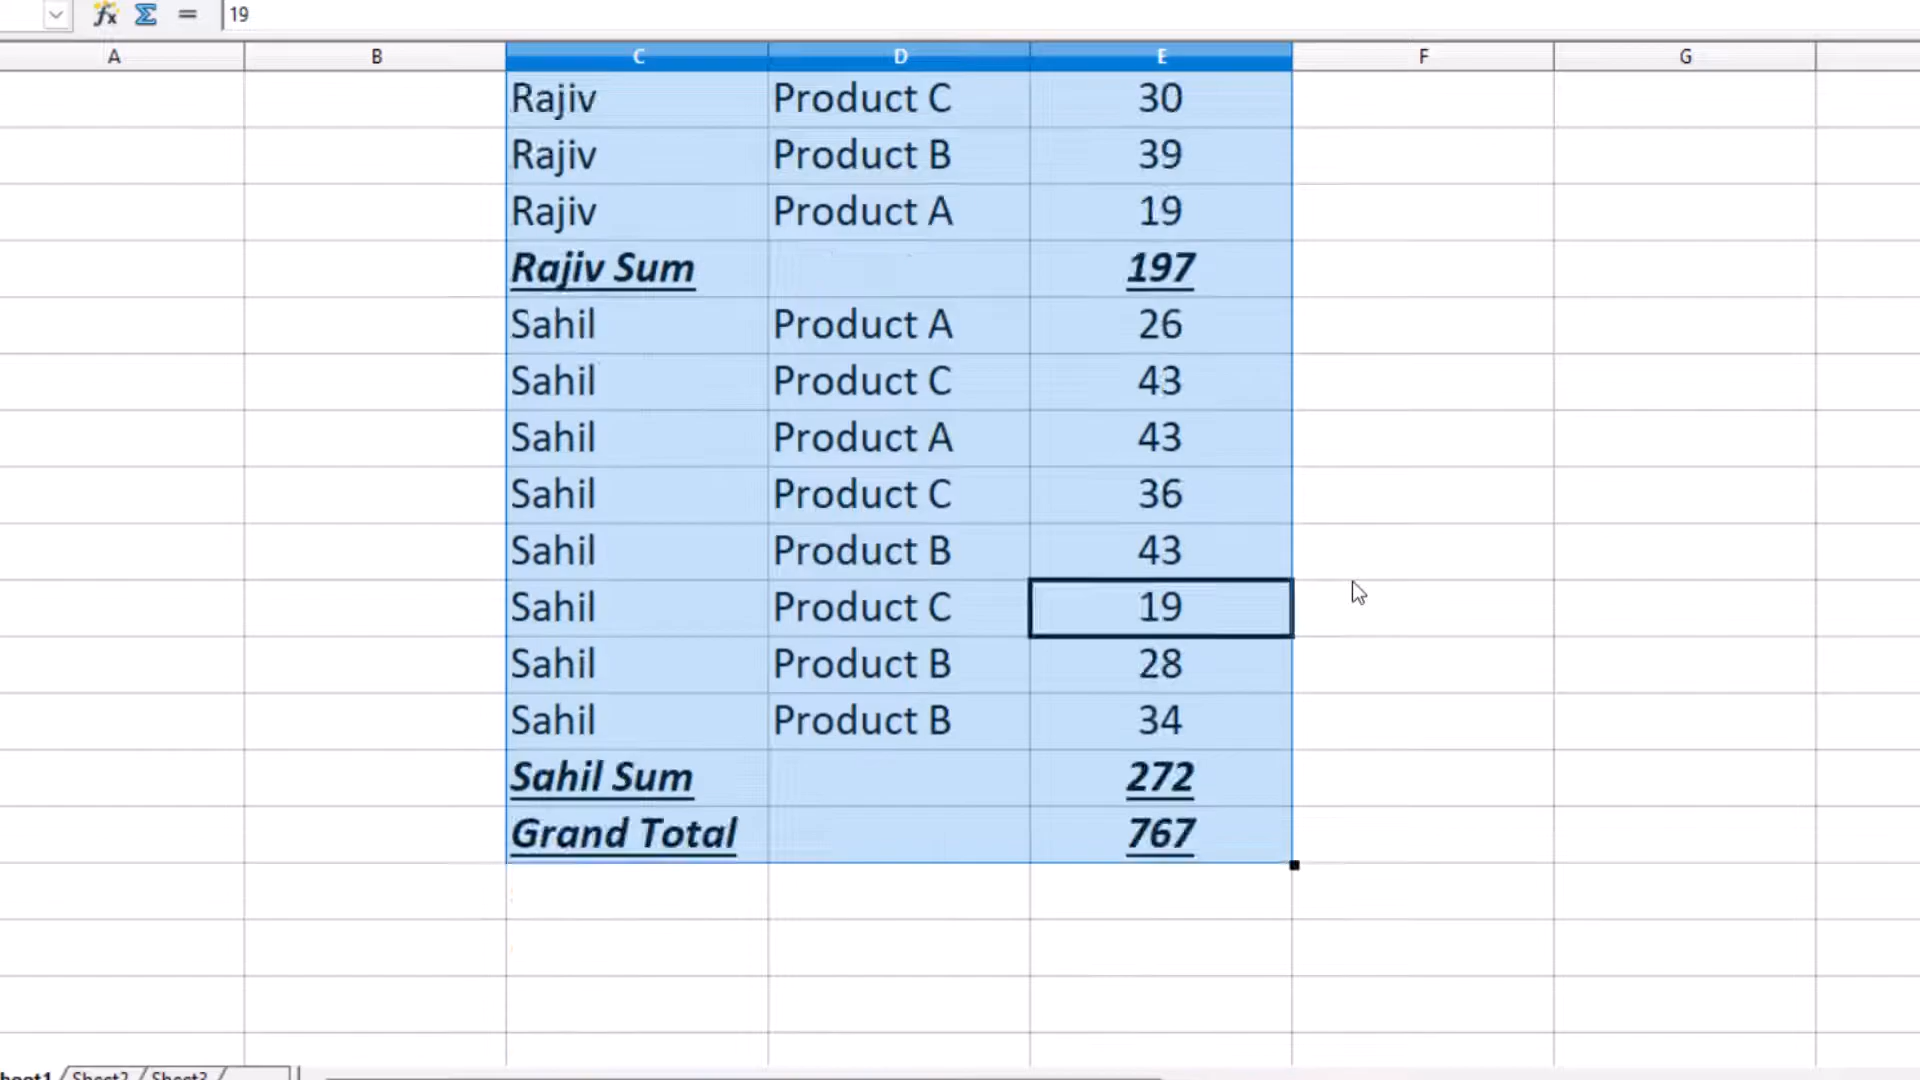 19
A B C D E F G
Rajiv Product C 30
Rajiv Product B 39
Rajiv Product A 19
Rajiv Sum 197
Sahil Product A 26
Sahil Product C 43
Sahil Product A 43
Sahil Product C 36
Sahil Product B 43
Sahil Product C 19
Sahil Product B 28
Sahil Product B 34
Sahil Sum 272
Grand Total 767
Sheet2 Sheet3